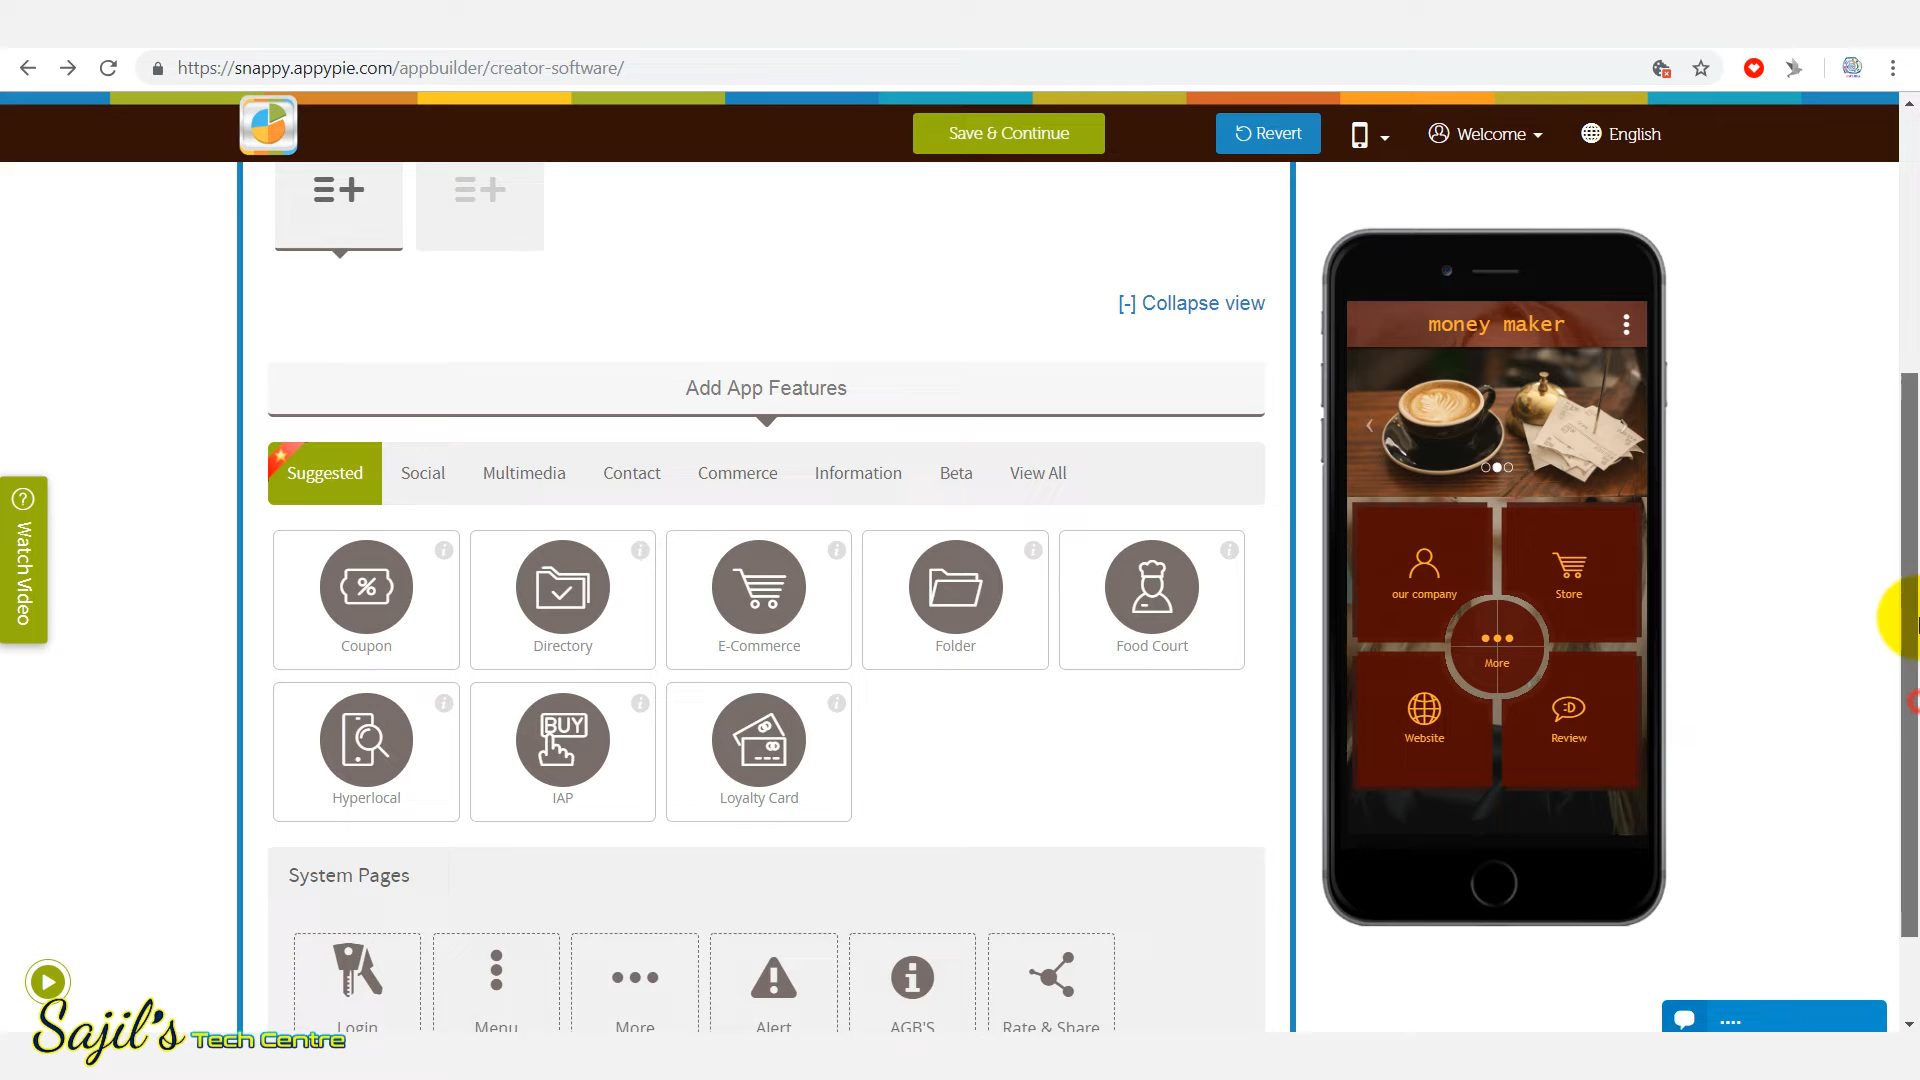 https://snappy.appypie.com/appbuilder/creator-software/
Save & Continue
Revert
Welcome
English
[-] Collapse view
Add App Features
Suggested
Social
Multimedia
Contact
Commerce
Information
Beta
View All
Coupon
Directory
E-Commerce
Folder
Food Court
BUY
Hyperlocal
IAP
Loyalty Card
System Pages
Login
Menu
More
Alert
AGB'S
Rate & Share
money maker
our company
Store
More
Website
Review
Watch Video
....
Sajil's Tech Centre